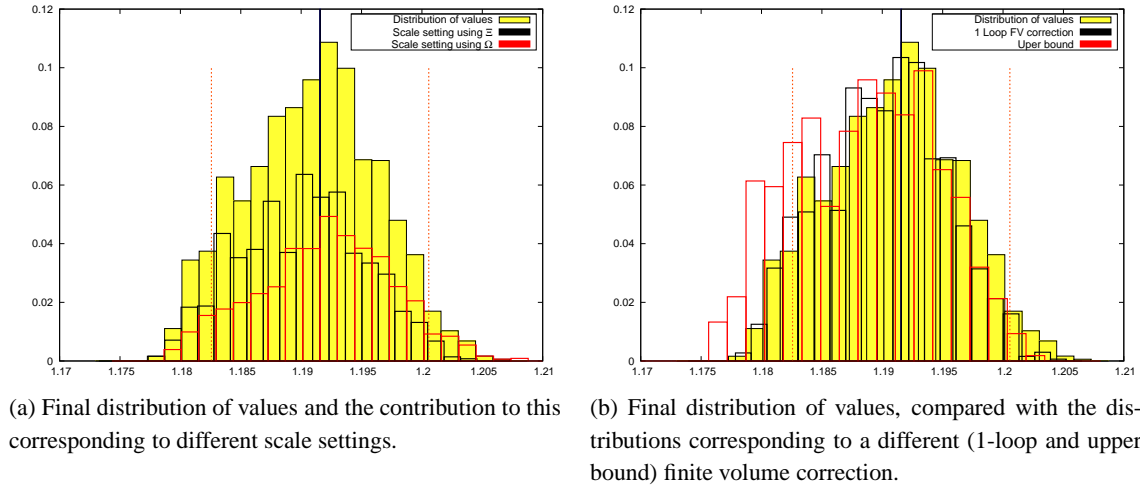 Distribution of values
Scale setting using Ξ
Scale setting using Ω
0.1
0.08
0.06
0.04
0.02
0
1.17 1.175 1.18 1.185 1.19 1.195 1.2 1.205 1.21
Distribution of values
1 Loop FV correction
Uper bound
0.12
0.1
0.08
0.06
0.04
0.02
0
1.17 1.175 1.18 1.185 1.19 1.195 1.2 1.205 1.21
(a) Final distribution of values and the contribution to this
corresponding to different scale settings.
(b) Final distribution of values, compared with the dis-
tributions corresponding to a different (1-loop and upper
bound) finite volume correction.